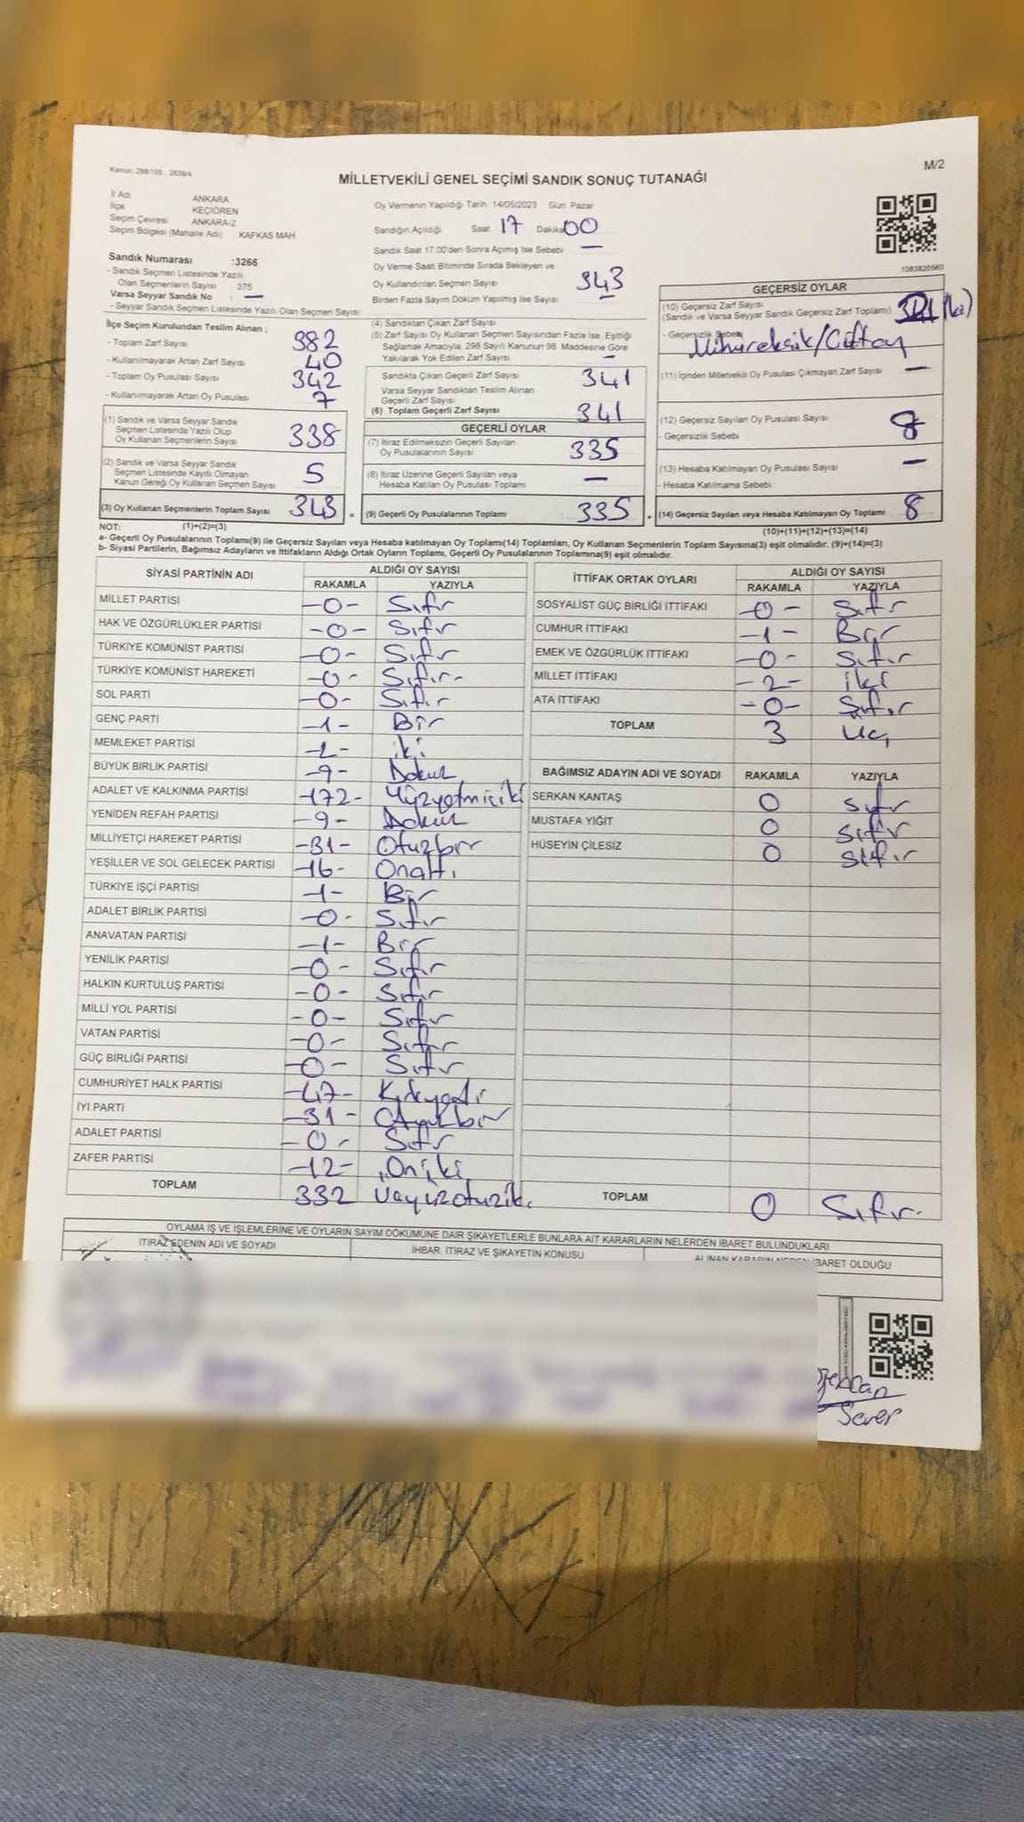 Kanun: 298/105 , 2839/4
M/2
MİLLETVEKİLİ GENEL SEÇİMİ SANDIK SONUÇ TUTANAĞI
İl Adı ANKARA
İlçe KEÇİÖREN
Seçim Çevresi ANKARA-2
Seçim Bölgesi (Mahalle Adı) KAFKAS MAH.
Sandık Numarası :3266
- Sandık Seçmen Listesinde Yazılı
Olan Seçmenlerin Sayısı 375
Varsa Seyyar Sandık No : —
- Seyyar Sandık Seçmen Listesinde Yazılı Olan Seçmen Sayısı
Oy Vermenin Yapıldığı Tarih 14/05/2023 Gün: Pazar
Sandığın Açıldığı Saat 17 Dakika 00
Sandık Saat 17.00'den Sonra Açılmış İse Sebebi —
Oy Verme Saati Bitiminde Sırada Bekleyen ve
Oy Kullandırılan Seçmen Sayısı 343
Birden Fazla Sayım Döküm Yapılmış İse Sayısı —
1083820560
İlçe Seçim Kurulundan Teslim Alınan ;
- Toplam Zarf Sayısı 382
- Kullanılmayarak Artan Zarf Sayısı 40
- Toplam Oy Pusulası Sayısı 342
- Kullanılmayarak Artan Oy Pusulası 7
(1) Sandık ve Varsa Seyyar Sandık
Seçmen Listesinde Yazılı Olup
Oy Kullanan Seçmenlerin Sayısı 338
(2) Sandık ve Varsa Seyyar Sandık
Seçmen Listesinde Kayıtlı Olmayan
Kanun Gereği Oy Kullanan Seçmen Sayısı 5
(3) Oy Kullanan Seçmenlerin Toplam Sayısı 343 =
(4) Sandıktan Çıkan Zarf Sayısı
(5) Zarf Sayısı Oy Kullanan Seçmen Sayısından Fazla İse, Eşitliği
Sağlamak Amacıyla, 298 Sayılı Kanunun 98. Maddesine Göre
Yakılarak Yok Edilen Zarf Sayısı —
Sandıkta Çıkan Geçerli Zarf Sayısı 341
Varsa Seyyar Sandıktan Teslim Alınan
Geçerli Zarf Sayısı
(6) Toplam Geçerli Zarf Sayısı 341
GEÇERLİ OYLAR
(7) İtiraz Edilmeksizin Geçerli Sayılan
Oy Pusulalarının Sayısı 335
(8) İtiraz Üzerine Geçerli Sayılan veya
Hesaba Katılan Oy Pusulası Toplamı —
(9) Geçerli Oy Pusulalarının Toplamı 335
GEÇERSİZ OYLAR
(10) Geçersiz Zarf Sayısı
(Sandık ve Varsa Seyyar Sandık Geçersiz Zarf Toplamı)
- Geçersizlik Sebebi
(11) İçinden Milletvekili Oy Pusulası Çıkmayan Zarf Sayısı —
(12) Geçersiz Sayılan Oy Pusulası Sayısı 8
- Geçersizlik Sebebi
(13) Hesaba Katılmayan Oy Pusulası Sayısı —
- Hesaba Katılmama Sebebi
(14) Geçersiz Sayılan veya Hesaba Katılmayan Oy Toplamı 8
NOT: (1)+(2)=(3) (10)+(11)+(12)+(13)=(14)
a- Geçerli Oy Pusulalarının Toplamı(9) ile Geçersiz Sayılan veya Hesaba katılmayan Oy Toplamı(14) Toplamları, Oy Kullanan Seçmenlerin Toplam Sayısına(3) eşit olmalıdır. (9)+(14)=(3)
b- Siyasi Partilerin, Bağımsız Adayların ve İttifakların Aldığı Ortak Oyların Toplamı, Geçerli Oy Pusulalarının Toplamına(9) eşit olmalıdır.
SİYASİ PARTİNİN ADI ALDIĞI OY SAYISI
RAKAMLA YAZIYLA
MİLLET PARTİSİ -0- Sıfır
HAK VE ÖZGÜRLÜKLER PARTİSİ -0- Sıfır
TÜRKİYE KOMÜNİST PARTİSİ -0- Sıfır
TÜRKİYE KOMÜNİST HAREKETİ -0- Sıfır
SOL PARTİ -0- Sıfır
GENÇ PARTİ -1- Bir
MEMLEKET PARTİSİ -2- iki
BÜYÜK BİRLİK PARTİSİ -9- Dokuz
ADALET VE KALKINMA PARTİSİ -172- Yüzyetmişiki
YENİDEN REFAH PARTİSİ -9- Dokuz
MİLLİYETÇİ HAREKET PARTİSİ -31- Otuzbir
YEŞİLLER VE SOL GELECEK PARTİSİ -16- Onaltı
TÜRKİYE İŞÇİ PARTİSİ -1- Bir
ADALET BİRLİK PARTİSİ -0- Sıfır
ANAVATAN PARTİSİ -1- Bir
YENİLİK PARTİSİ -0- Sıfır
HALKIN KURTULUŞ PARTİSİ -0- Sıfır
MİLLİ YOL PARTİSİ -0- Sıfır
VATAN PARTİSİ -0- Sıfır
GÜÇ BİRLİĞİ PARTİSİ -0- Sıfır
CUMHURİYET HALK PARTİSİ -47- Kırkyedi
İYİ PARTİ -31- Otuzbir
ADALET PARTİSİ -0- Sıfır
ZAFER PARTİSİ -12- Oniki
TOPLAM 332 Üçyüzotuziki
İTTİFAK ORTAK OYLARI ALDIĞI OY SAYISI
RAKAMLA YAZIYLA
SOSYALİST GÜÇ BİRLİĞİ İTTİFAKI -0- Sıfır
CUMHUR İTTİFAKI -1- Bir
EMEK VE ÖZGÜRLÜK İTTİFAKI -0- Sıfır
MİLLET İTTİFAKI -2- iki
ATA İTTİFAKI -0- Sıfır
TOPLAM 3 Üç
BAĞIMSIZ ADAYIN ADI VE SOYADI RAKAMLA YAZIYLA
SERKAN KANTAŞ 0 sıfır
MUSTAFA YİĞİT 0 sıfır
HÜSEYİN ÇİLESİZ 0 sıfır
TOPLAM 0 Sıfır
OYLAMA İŞ VE İŞLEMLERİNE VE OYLARIN SAYIM DÖKÜMÜNE DAİR ŞİKAYETLERLE BUNLARA AİT KARARLARIN NELERDEN İBARET BULUNDUKLARI
İTİRAZ EDENİN ADI VE SOYADI İHBAR, İTİRAZ VE ŞİKAYETİN KONUSU ALINAN KARARIN NEDEN İBARET OLDUĞU
Sever